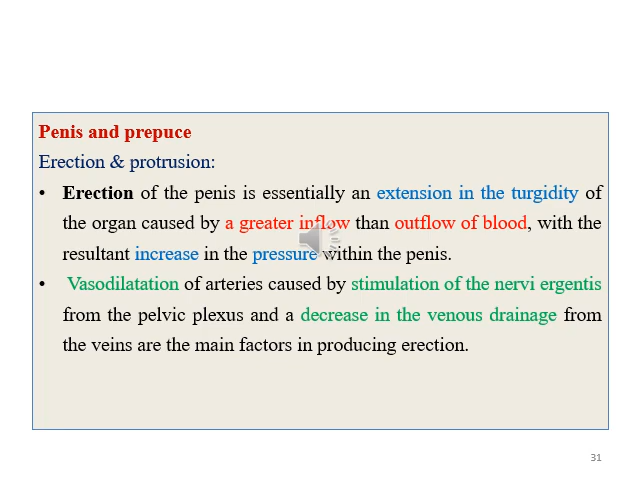 Penis and prepuce
Erection & protrusion:
• Erection of the penis is essentially an extension in the turgidity of
the organ caused by a greater inflow than outflow of blood, with the
resultant increase in the pressure within the penis.
• Vasodilatation of arteries caused by stimulation of the nervi ergentis
from the pelvic plexus and a decrease in the venous drainage from
the veins are the main factors in producing erection.
31